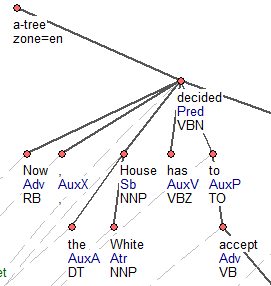 a-tree
zone=en
decided
Pred
VBN
Now
Adv
RB
,
AuxX
,
House
Sb
NNP
has
AuxV
VBZ
to
AuxP
TO
the
AuxA
DT
White
Atr
NNP
accept
Adv
VB
et